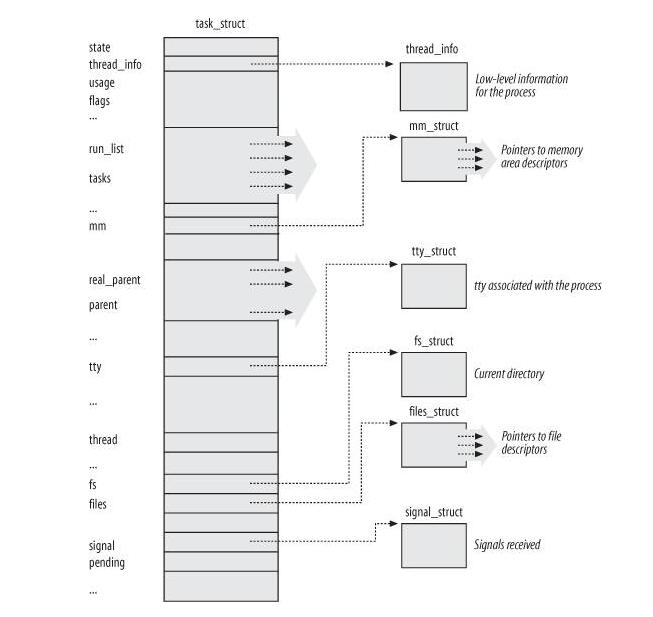 task_struct
state
thread_info
usage
flags
...
run_list
tasks
...
mm
real_parent
parent
...
tty
...
thread
...
fs
files
signal
pending
...
thread_info
Low-level information
for the process
mm_struct
Pointers to memory
area descriptors
tty_struct
tty associated with the process
fs_struct
Current directory
files_struct
Pointers to file
descriptors
signal_struct
Signals received